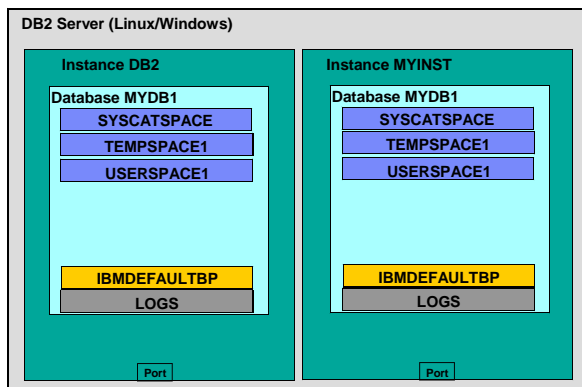 DB2 Server (Linux/Windows)
Instance DB2
Database MYDB1
SYSCATSPACE
TEMPSPACE1
USERSPACE1
IBMDEFAULTBP
LOGS
Port
Instance MYINST
Database MYDB1
SYSCATSPACE
TEMPSPACE1
USERSPACE1
IBMDEFAULTBP
LOGS
Port